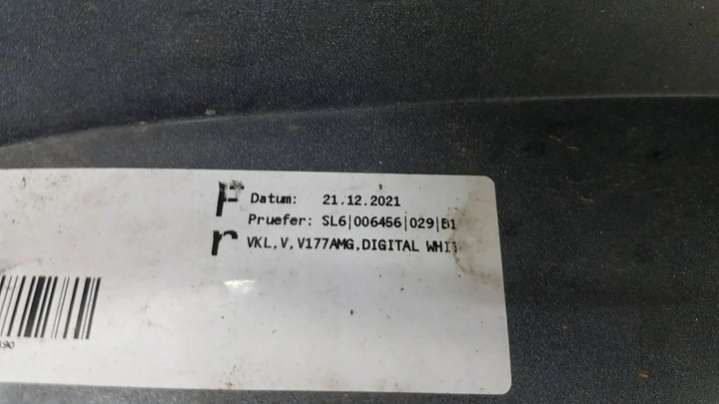 F
Datum: 21.12.2021
Pruefer: SL6|006456|029|B1
r
VKL,V,V177AMG,DIGITAL